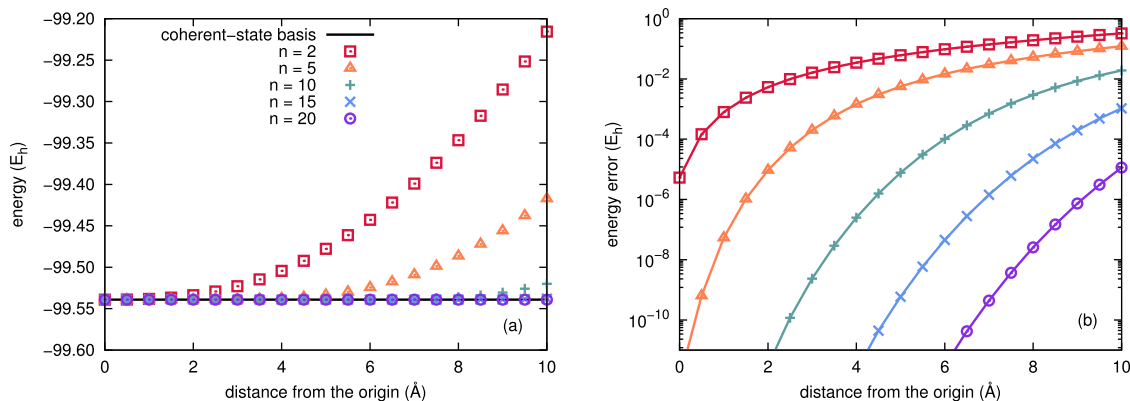 −99.20
−99.25
−99.30
−99.35
−99.40
−99.45
−99.50
−99.55
−99.60
energy (Eh)
coherent−state basis
n = 2
n = 5
n = 10
n = 15
n = 20
(a)
0 2 4 6 8 10
distance from the origin (Å)
10^0
10^−2
10^−4
10^−6
10^−8
10^−10
energy error (Eh)
(b)
0 2 4 6 8 10
distance from the origin (Å)